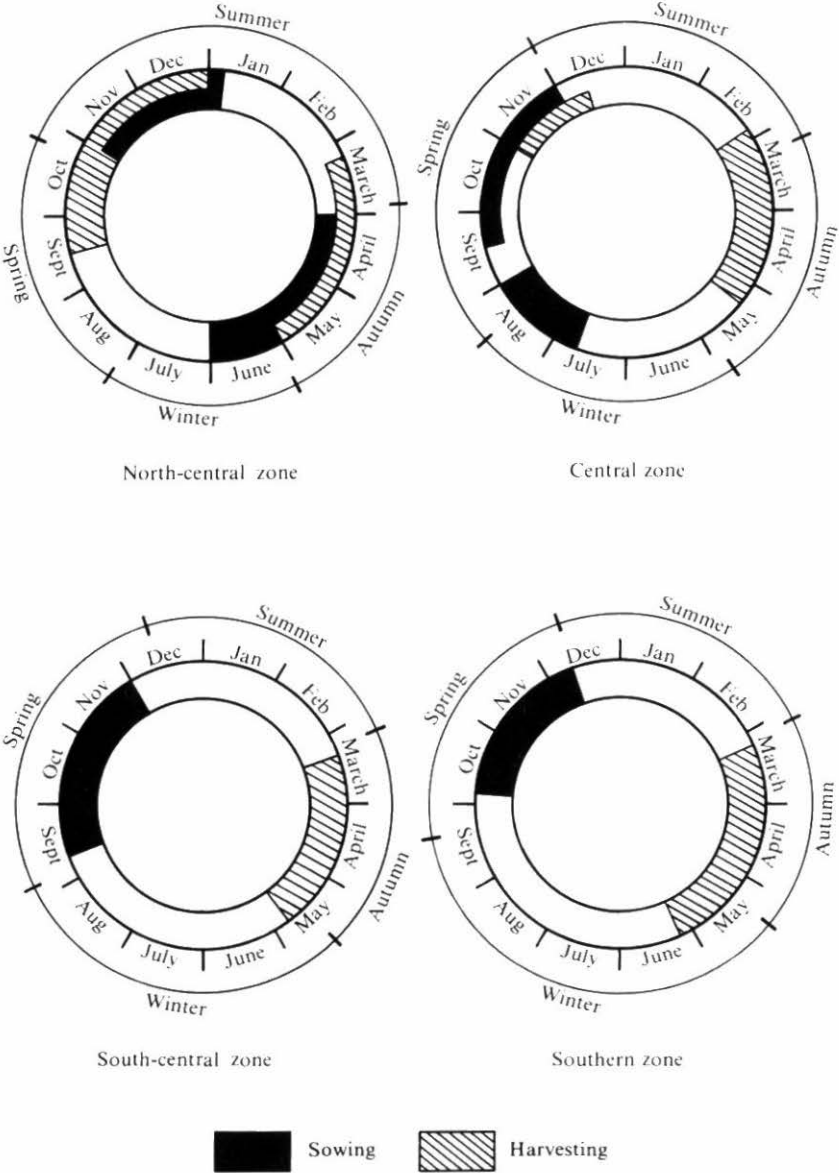 Summer
Dec
Jan
Nov
Feb
Oct
March
Sept
April
Aug
May
July
June
Spring
Autumn
Winter
North-central zone
Summer
Dec
Jan
Nov
Feb
Spring
Oct
March
Sept
April
Autumn
Aug
May
July
June
Winter
Central zone
Summer
Dec
Jan
Nov
Feb
Spring
Oct
March
Sept
April
Autumn
Aug
May
July
June
Winter
South-central zone
Summer
Dec
Jan
Nov
Feb
Spring
Oct
March
Autumn
Sept
April
Aug
May
July
June
Winter
Southern zone
Sowing
Harvesting